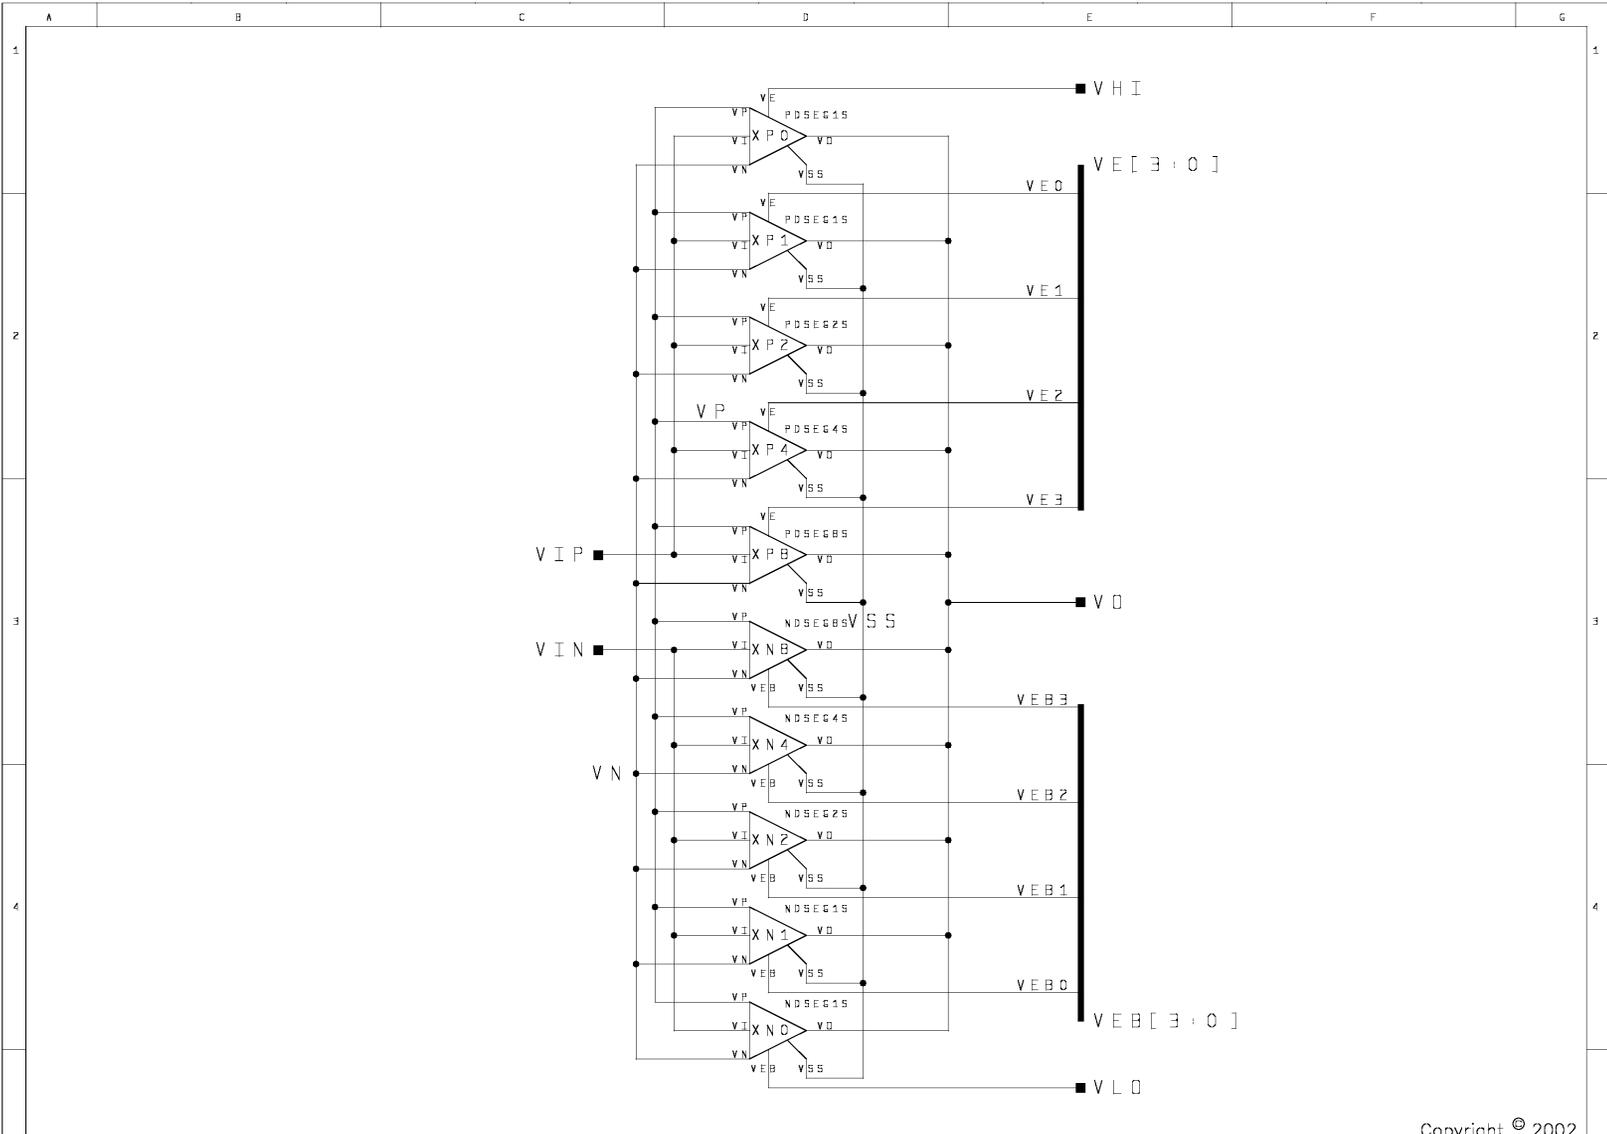 A B C D E F G
1 1
VHI
VE
VP PDSEG1S
VI XP0 VO
VN VSS
VE[3:0]
VE0
VE
VP PDSEG1S
VI XP1 VO
VN VSS
VE1
VE
2 VP PDSEG2S 2
VI XP2 VO
VN VSS
VE2
VP VE
VP PDSEG4S
VI XP4 VO
VN VSS
VE3
VE
VP PDSEG8S
VIP VI XP8 VO
VN VSS
VO
3 VP NDSEG8S VSS 3
VIN VI XN8 VO
VN VEB VSS
VEB3
VP NDSEG4S
VI XN4 VO
VN VN VEB VSS
VEB2
VP NDSEG2S
VI XN2 VO
VN VEB VSS
VEB1
4 VP NDSEG1S 4
VI XN1 VO
VN VEB VSS
VEB0
VP NDSEG1S
VI XN0 VO
VEB[3:0]
VN VEB VSS
VLO
Copyright © 2002